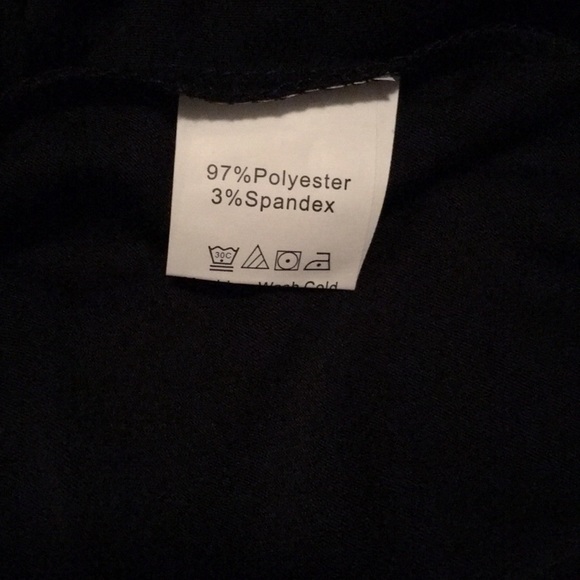 97%Polyester
3%Spandex
30C
Wash Cold